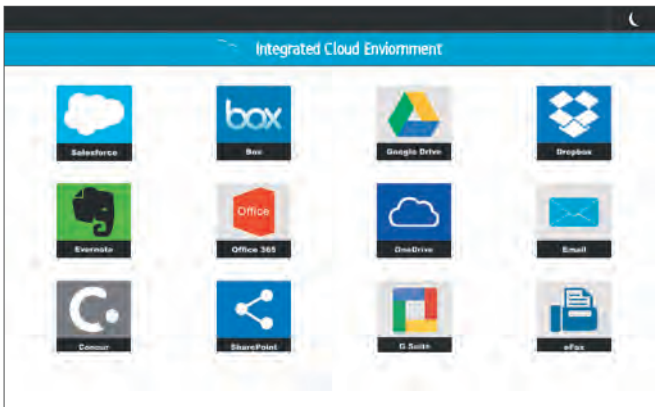 Integrated Cloud Enviornment
Salesforce
box
Box
Google Drive
Dropbox
Evernote
Office
Office 365
OneDrive
Email
C.
Concur
SharePoint
G Suite
eFax